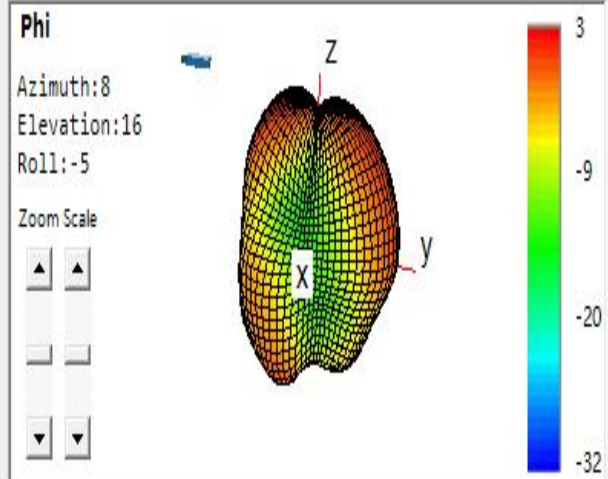 Phi
Azimuth:8
Elevation:16
Roll:-5
Zoom Scale
Z
y
X
3
-9
-20
-32